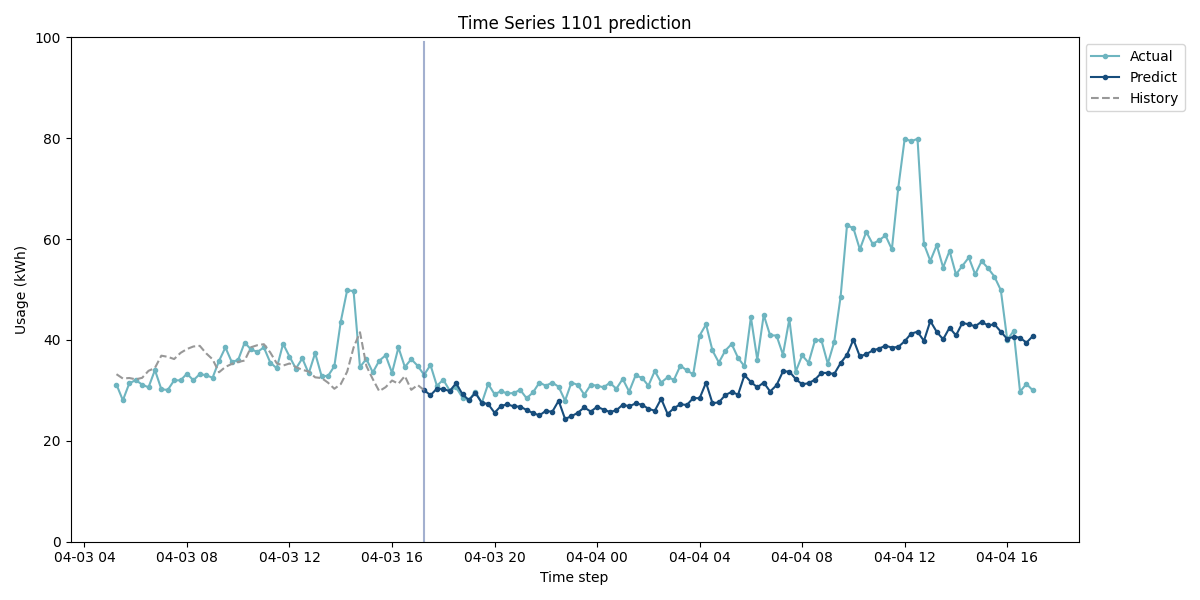 Time Series 1101 prediction
Usage (kWh)
100
80
60
40
20
0
04-03 04
04-03 08
04-03 12
04-03 16
04-03 20
04-04 00
04-04 04
04-04 08
04-04 12
04-04 16
Time step
Actual
Predict
History